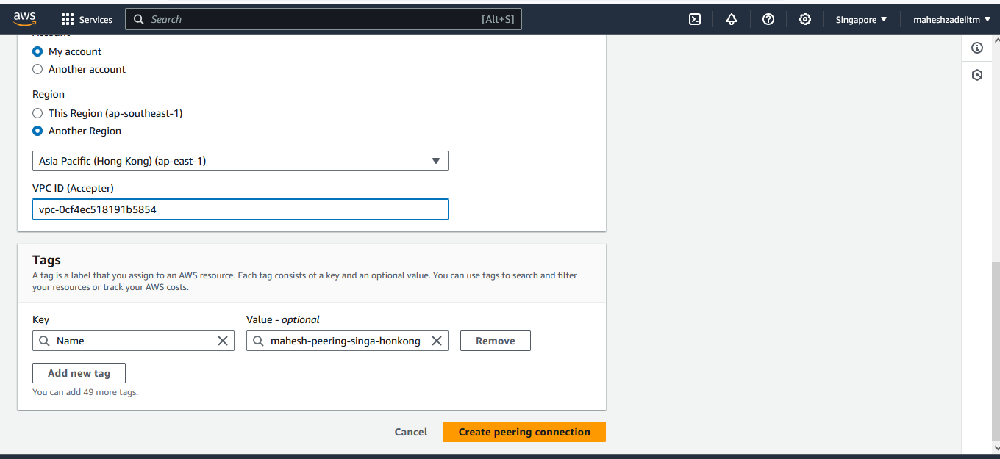 aws
Services
Search
[Alt+S]
Singapore
maheshzadeiitm
Account
My account
Another account
Region
This Region (ap-southeast-1)
Another Region
Asia Pacific (Hong Kong) (ap-east-1)
VPC ID (Accepter)
vpc-0cf4ec518191b5854
Tags
A tag is a label that you assign to an AWS resource. Each tag consists of a key and an optional value. You can use tags to search and filter
your resources or track your AWS costs.
Key
Value - optional
Name
mahesh-peering-singa-honkong
Remove
Add new tag
You can add 49 more tags.
Cancel
Create peering connection